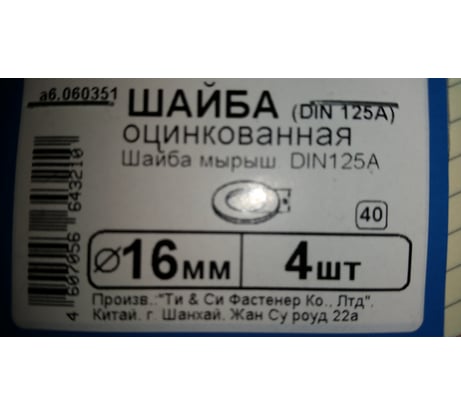 а6.060351
ШАЙБА (DIN 125A)
оцинкованная
Шайба мырыш DIN125A
40
⌀16мм 4шт
4 607056 643210
Произв.:"Ти & Си Фастенер Ко., Лтд".
Китай. г. Шанхай. Жан Су роуд 22а